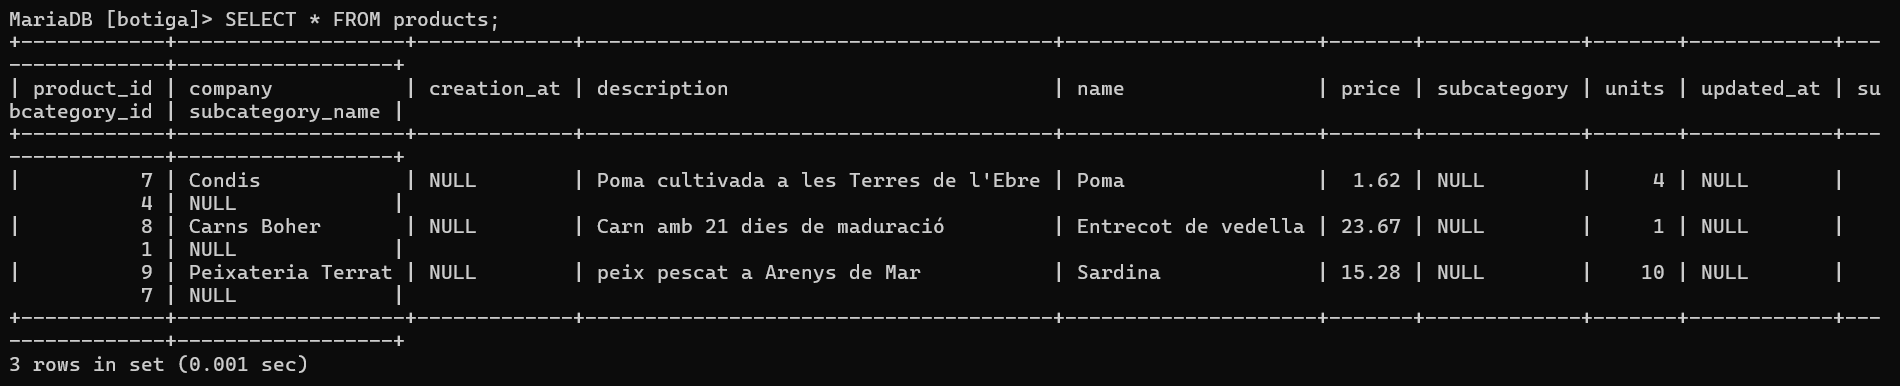 MariaDB [botiga]> SELECT * FROM products;
+------------+-------------------+-------------+---------------------------------------+---------------------+-------+-------------+-------+------------+---
-------------+------------------+
| product_id | company           | creation_at | description                           | name                | price | subcategory | units | updated_at | su
bcategory_id | subcategory_name |
+------------+-------------------+-------------+---------------------------------------+---------------------+-------+-------------+-------+------------+---
-------------+------------------+
|          7 | Condis            | NULL        | Poma cultivada a les Terres de l'Ebre | Poma                |  1.62 | NULL        |     4 | NULL       |
           4 | NULL             |
|          8 | Carns Boher       | NULL        | Carn amb 21 dies de maduració         | Entrecot de vedella | 23.67 | NULL        |     1 | NULL       |
           1 | NULL             |
|          9 | Peixateria Terrat | NULL        | peix pescat a Arenys de Mar           | Sardina             | 15.28 | NULL        |    10 | NULL       |
           7 | NULL             |
+------------+-------------------+-------------+---------------------------------------+---------------------+-------+-------------+-------+------------+---
-------------+------------------+
3 rows in set (0.001 sec)